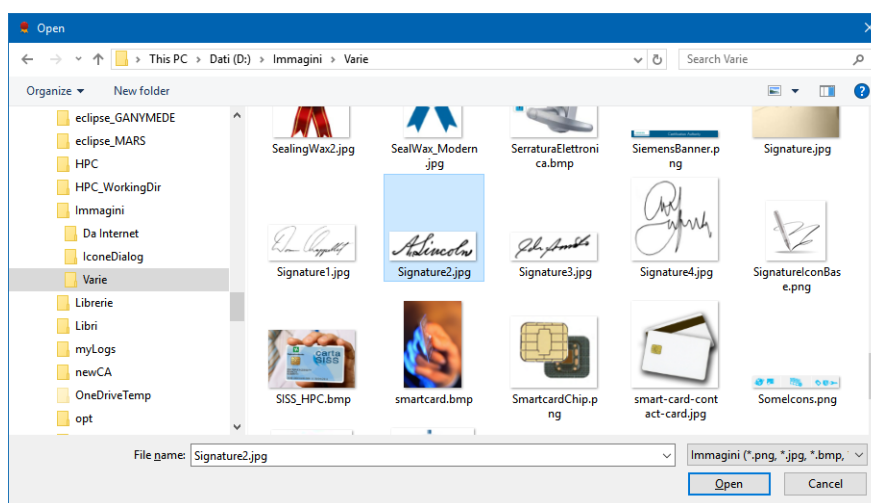 Open
This PC > Dati (D:) > Immagini > Varie
Search Varie
Organize
New folder
eclipse_GANYMEDE
eclipse_MARS
HPC
HPC_WorkingDir
Immagini
Da Internet
IconeDialog
Varie
Librerie
Libri
myLogs
newCA
OneDriveTemp
opt
SealingWax2.jpg
SealWax_Modern
.jpg
SerraturaElettroni
ca.bmp
SiemensBanner.p
ng
Signature.jpg
ALincoln
Signature1.jpg
Signature2.jpg
Signature3.jpg
Signature4.jpg
SignatureIconBas
e.png
carta
SISS
SISS_HPC.bmp
smartcard.bmp
SmartcardChip.p
ng
smart-card-cont
act-card.jpg
SomeIcons.png
File name:
Signature2.jpg
Immagini (*.png, *.jpg, *.bmp,
Open
Cancel